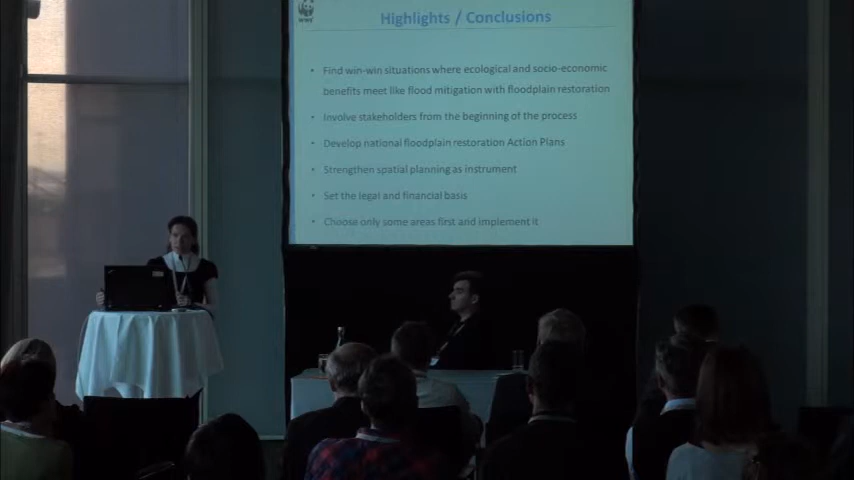 WWF
Highlights / Conclusions
• Find win-win situations where ecological and socio-economic
benefits meet like flood mitigation with floodplain restoration
• Involve stakeholders from the beginning of the process
• Develop national floodplain restoration Action Plans
• Strengthen spatial planning as instrument
• Set the legal and financial basis
• Choose only some areas first and implement it